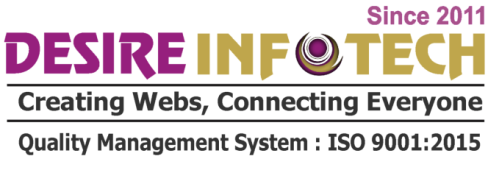 Since 2011
DESIRE INFOTECH
Creating Webs, Connecting Everyone
Quality Management System : ISO 9001:2015